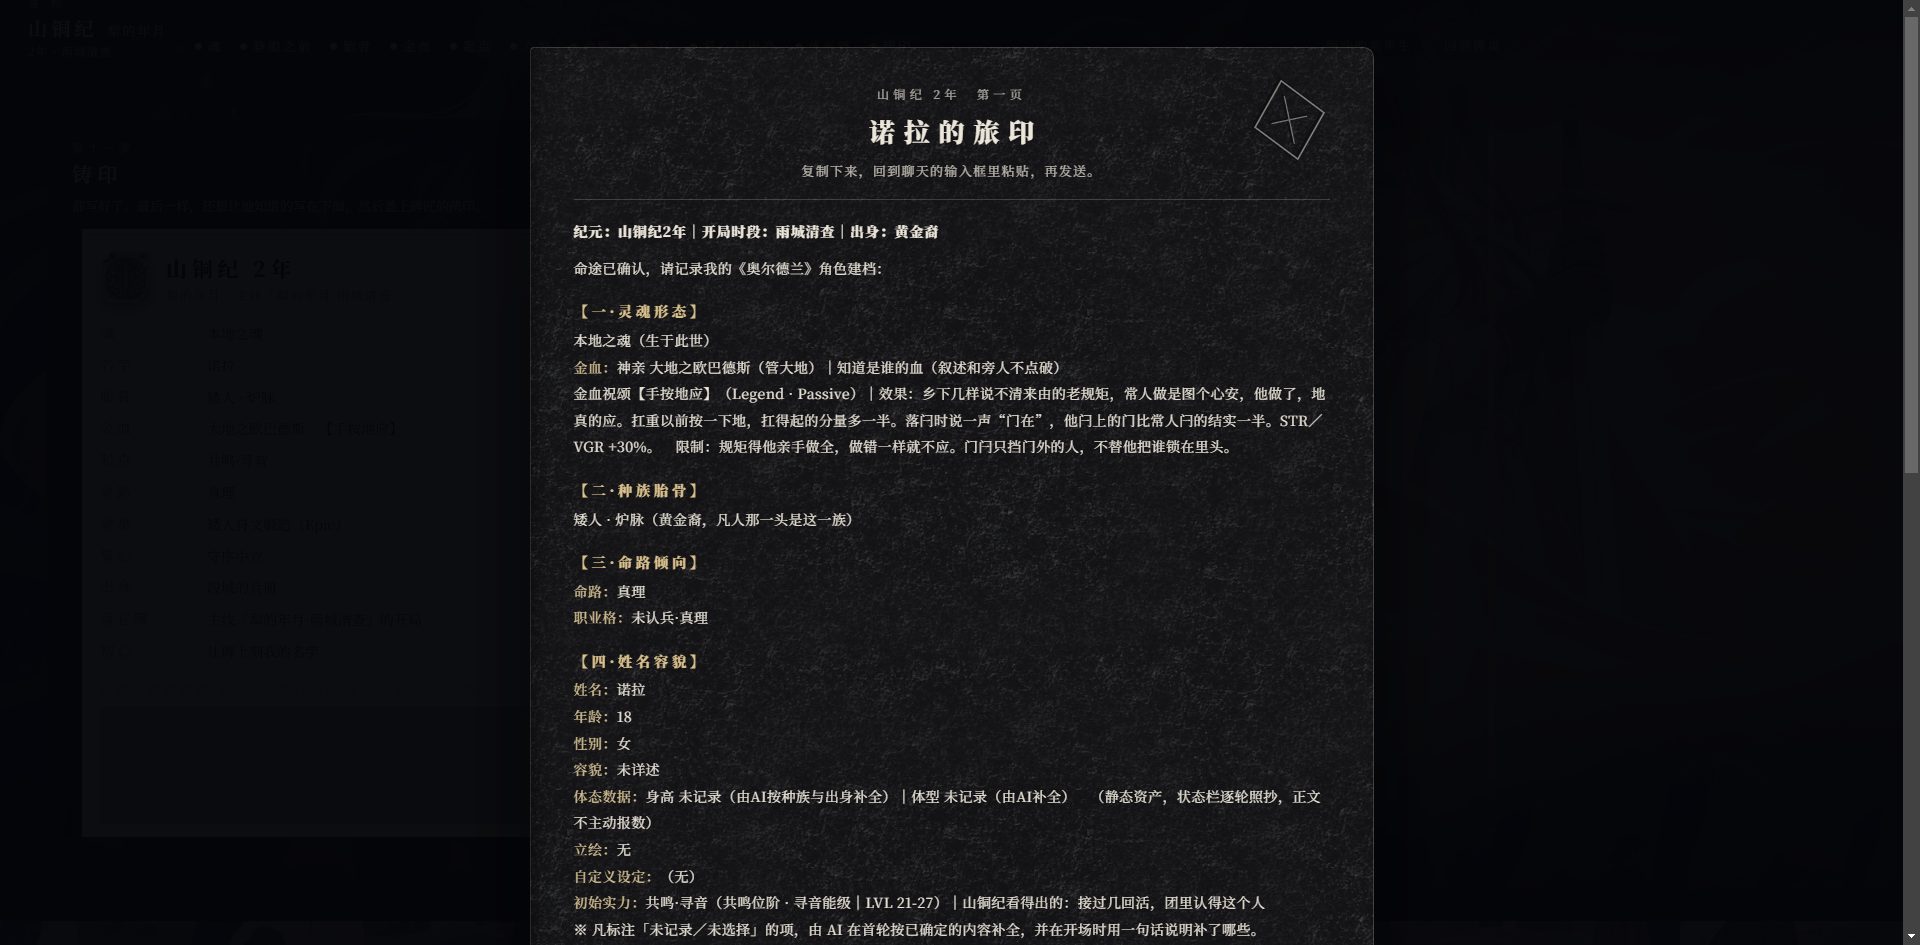 山铜纪 2年 第一页
诺拉的旅印
复制下来，回到聊天的输入框里粘贴，再发送。
纪元：山铜纪2年｜开局时段：雨城清查｜出身：黄金裔
命途已确认，请记录我的《奥尔德兰》角色建档：
【一·灵魂形态】
本地之魂（生于此世）
金血：神亲 大地之欧巴德斯（管大地）｜知道是谁的血（叙述和旁人不点破）
金血祝颂【手按地应】（Legend · Passive）｜效果：乡下几样说不清来由的老规矩，常人做是图个心安，他做了，地
真的应。扛重以前按一下地，扛得起的分量多一半。落闩时说一声“门在”，他闩上的门比常人闩的结实一半。STR／
VGR +30%。 限制：规矩得他亲手做全，做错一样就不应。门闩只挡门外的人，不替他把谁锁在里头。
【二·种族胎骨】
矮人 · 炉脉（黄金裔，凡人那一头是这一族）
【三·命路倾向】
命路：真理
职业格：未认兵·真理
【四·姓名容貌】
姓名：诺拉
年龄：18
性别：女
容貌：未详述
体态数据：身高 未记录（由AI按种族与出身补全）｜体型 未记录（由AI补全） （静态资产，状态栏逐轮照抄，正文
不主动报数）
立绘：无
自定义设定：（无）
初始实力：共鸣·寻音（共鸣位阶 · 寻音能级｜LVL 21-27）｜山铜纪看得出的：接过几回活，团里认得这个人
※ 凡标注「未记录／未选择」的项，由 AI 在首轮按已确定的内容补全，并在开场时用一句话说明补了哪些。
山铜纪
铸印
山铜纪 2年
本地之魂
诺拉
真理